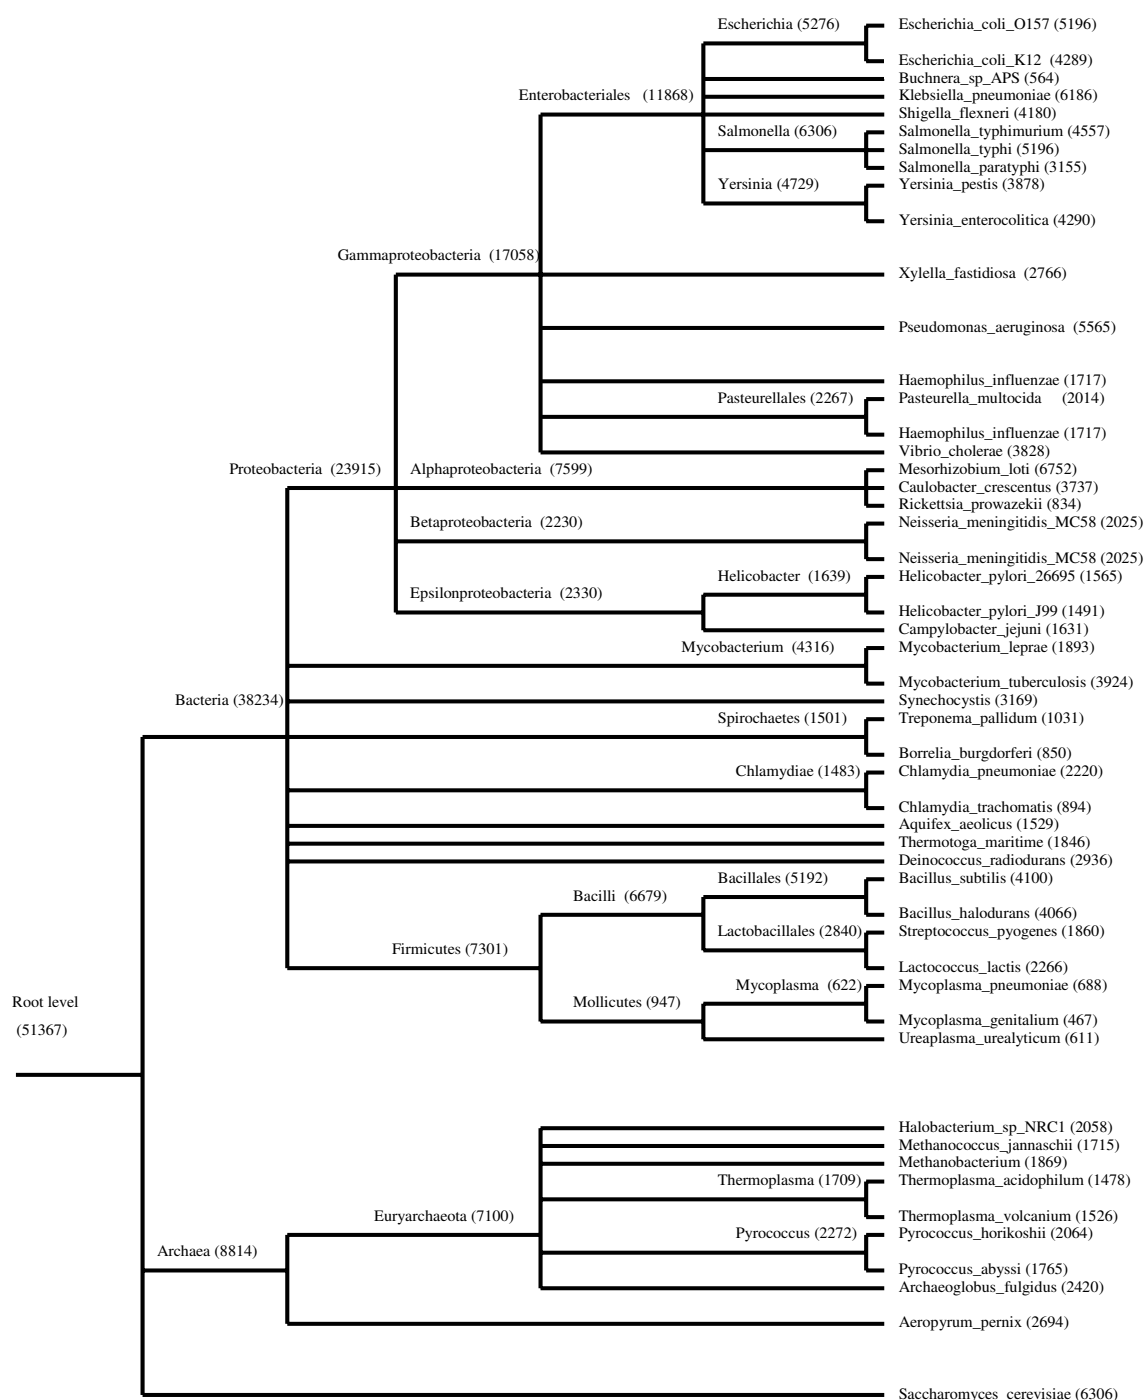 Escherichia (5276)
Escherichia_coli_O157 (5196)
Escherichia_coli_K12 (4289)
Buchnera_sp_APS (564)
Enterobacteriales (11868)
Klebsiella_pneumoniae (6186)
Shigella_flexneri (4180)
Salmonella (6306)
Salmonella_typhimurium (4557)
Salmonella_typhi (5196)
Salmonella_paratyphi (3155)
Yersinia (4729)
Yersinia_pestis (3878)
Yersinia_enterocolitica (4290)
Gammaproteobacteria (17058)
Xylella_fastidiosa (2766)
Pseudomonas_aeruginosa (5565)
Haemophilus_influenzae (1717)
Pasteurellales (2267)
Pasteurella_multocida (2014)
Haemophilus_influenzae (1717)
Vibrio_cholerae (3828)
Proteobacteria (23915)
Alphaproteobacteria (7599)
Mesorhizobium_loti (6752)
Caulobacter_crescentus (3737)
Rickettsia_prowazekii (834)
Betaproteobacteria (2230)
Neisseria_meningitidis_MC58 (2025)
Neisseria_meningitidis_MC58 (2025)
Helicobacter (1639)
Helicobacter_pylori_26695 (1565)
Epsilonproteobacteria (2330)
Helicobacter_pylori_J99 (1491)
Campylobacter_jejuni (1631)
Mycobacterium (4316)
Mycobacterium_leprae (1893)
Mycobacterium_tuberculosis (3924)
Bacteria (38234)
Synechocystis (3169)
Spirochaetes (1501)
Treponema_pallidum (1031)
Borrelia_burgdorferi (850)
Chlamydiae (1483)
Chlamydia_pneumoniae (2220)
Chlamydia_trachomatis (894)
Aquifex_aeolicus (1529)
Thermotoga_maritime (1846)
Deinococcus_radiodurans (2936)
Bacillales (5192)
Bacillus_subtilis (4100)
Bacilli (6679)
Bacillus_halodurans (4066)
Lactobacillales (2840)
Streptococcus_pyogenes (1860)
Firmicutes (7301)
Lactococcus_lactis (2266)
Mycoplasma (622)
Mycoplasma_pneumoniae (688)
Root level
Mollicutes (947)
Mycoplasma_genitalium (467)
(51367)
Ureaplasma_urealyticum (611)
Halobacterium_sp_NRC1 (2058)
Methanococcus_jannaschii (1715)
Methanobacterium (1869)
Thermoplasma (1709)
Thermoplasma_acidophilum (1478)
Euryarchaeota (7100)
Thermoplasma_volcanium (1526)
Pyrococcus (2272)
Pyrococcus_horikoshii (2064)
Archaea (8814)
Pyrococcus_abyssi (1765)
Archaeoglobus_fulgidus (2420)
Aeropyrum_pernix (2694)
Saccharomyces_cerevisiae (6306)